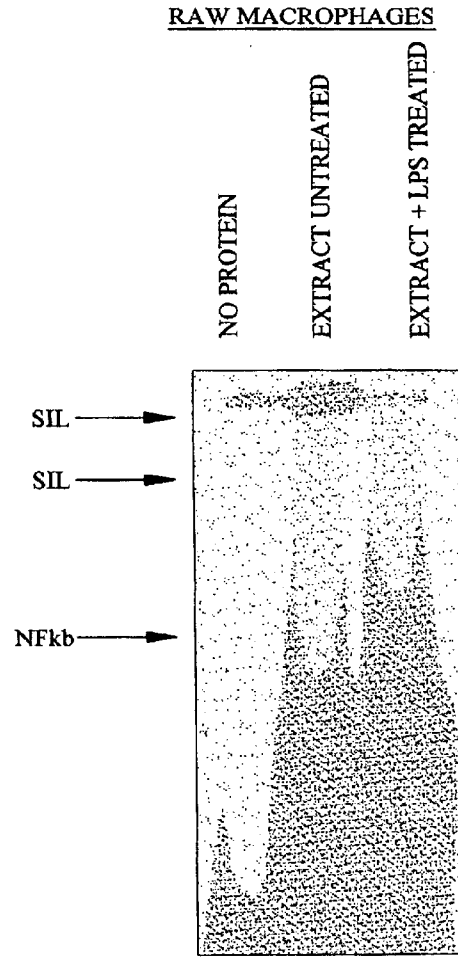 RAW MACROPHAGES
NO PROTEIN
EXTRACT UNTREATED
EXTRACT + LPS TREATED
SIL
SIL
NFkb